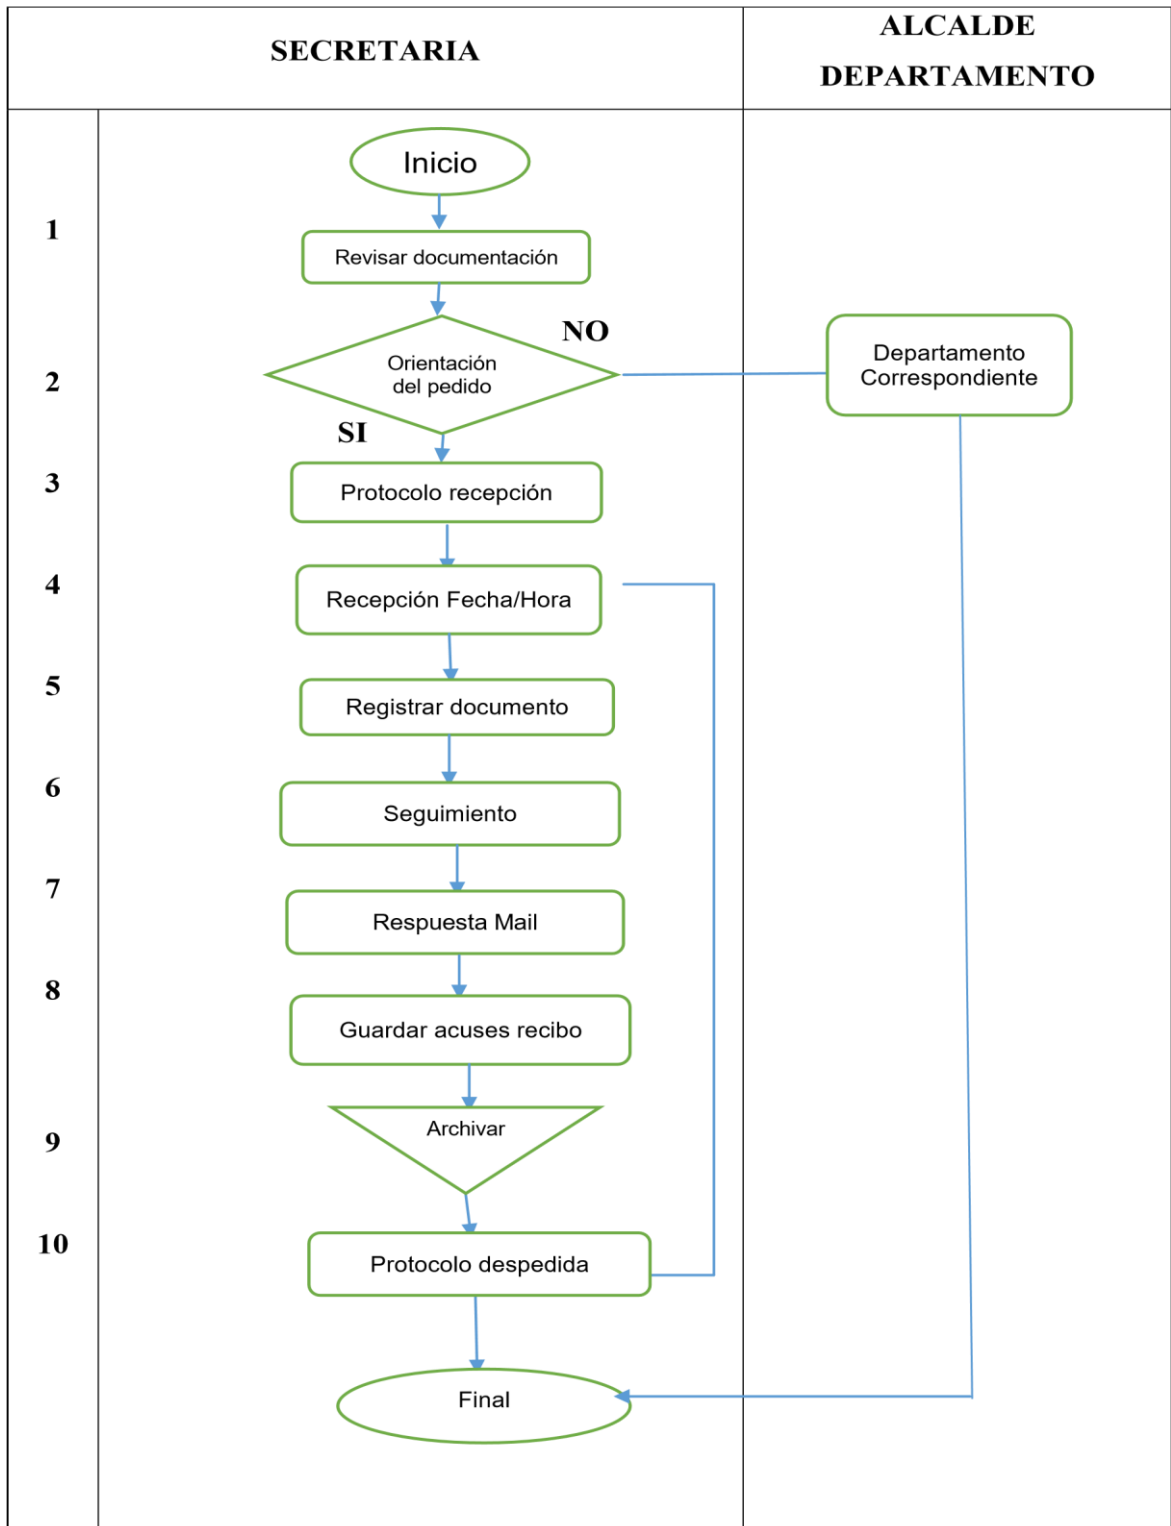 SECRETARIA
ALCALDE
DEPARTAMENTO
Inicio
1
Revisar documentación
NO
2
Orientación
del pedido
Departamento
Correspondiente
SI
3
Protocolo recepción
4
Recepción Fecha/Hora
5
Registrar documento
6
Seguimiento
7
Respuesta Mail
8
Guardar acuses recibo
9
Archivar
10
Protocolo despedida
Final